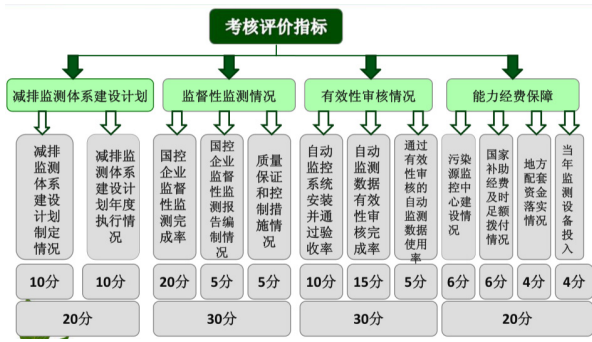 考核评价指标
减排监测体系建设计划
监督性监测情况
有效性审核情况
能力经费保障
减排监测体系建设计划制定情况
减排监测体系建设计划年度执行情况
国控企业监督性监测完成率
国控企业监督性监测报告编制情况
质量保证和控制措施情况
自动监控系统安装并通过验收率
自动监测数据有效性审核完成率
通过有效性审核的自动监测数据使用率
污染源监控中心建设情况
国家补助经费及时足额拨付情况
地方配套资金落实情况
当年监测设备投入
10分
10分
20分
5分
5分
10分
15分
5分
6分
6分
4分
4分
20分
30分
30分
20分